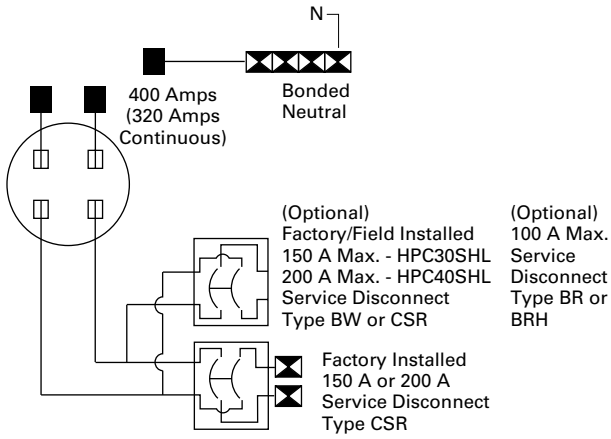 N
400 Amps
(320 Amps
Continuous)
Bonded
Neutral
(Optional)
Factory/Field Installed
150 A Max. - HPC30SHL
200 A Max. - HPC40SHL
Service Disconnect
Type BW or CSR
(Optional)
100 A Max.
Service
Disconnect
Type BR or
BRH
Factory Installed
150 A or 200 A
Service Disconnect
Type CSR